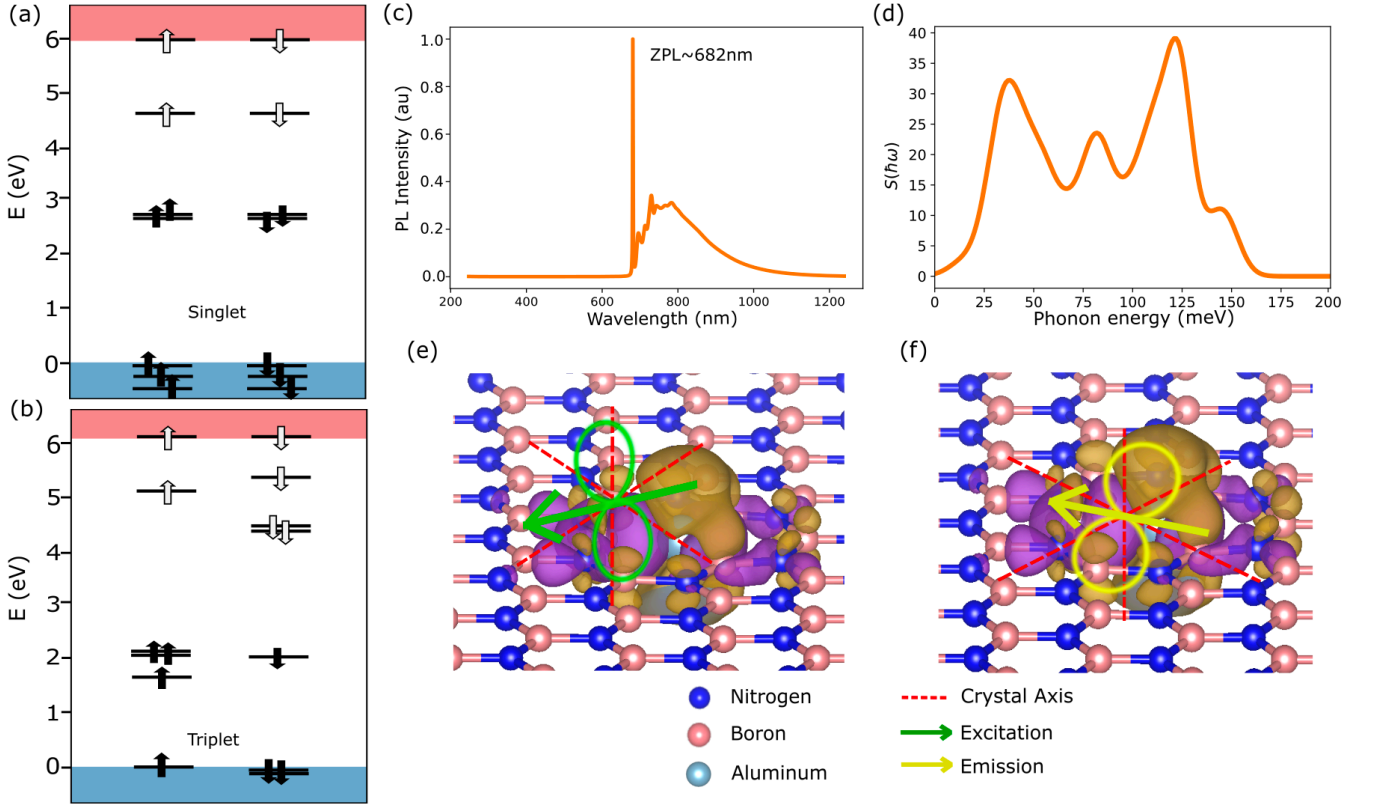 (a)
6
5
4
3
2
1
0
E (eV)
Singlet
(b)
6
5
4
3
2
1
0
E (eV)
Triplet
(c)
1.0
0.8
0.6
0.4
0.2
0.0
PL Intensity (au)
ZPL~682nm
200
400
600
800
1000
1200
Wavelength (nm)
(d)
40
35
30
25
20
15
10
5
0
S(ħω)
0
25
50
75
100
125
150
175
200
Phonon energy (meV)
(e)
(f)
Nitrogen
Boron
Aluminum
Crystal Axis
Excitation
Emission